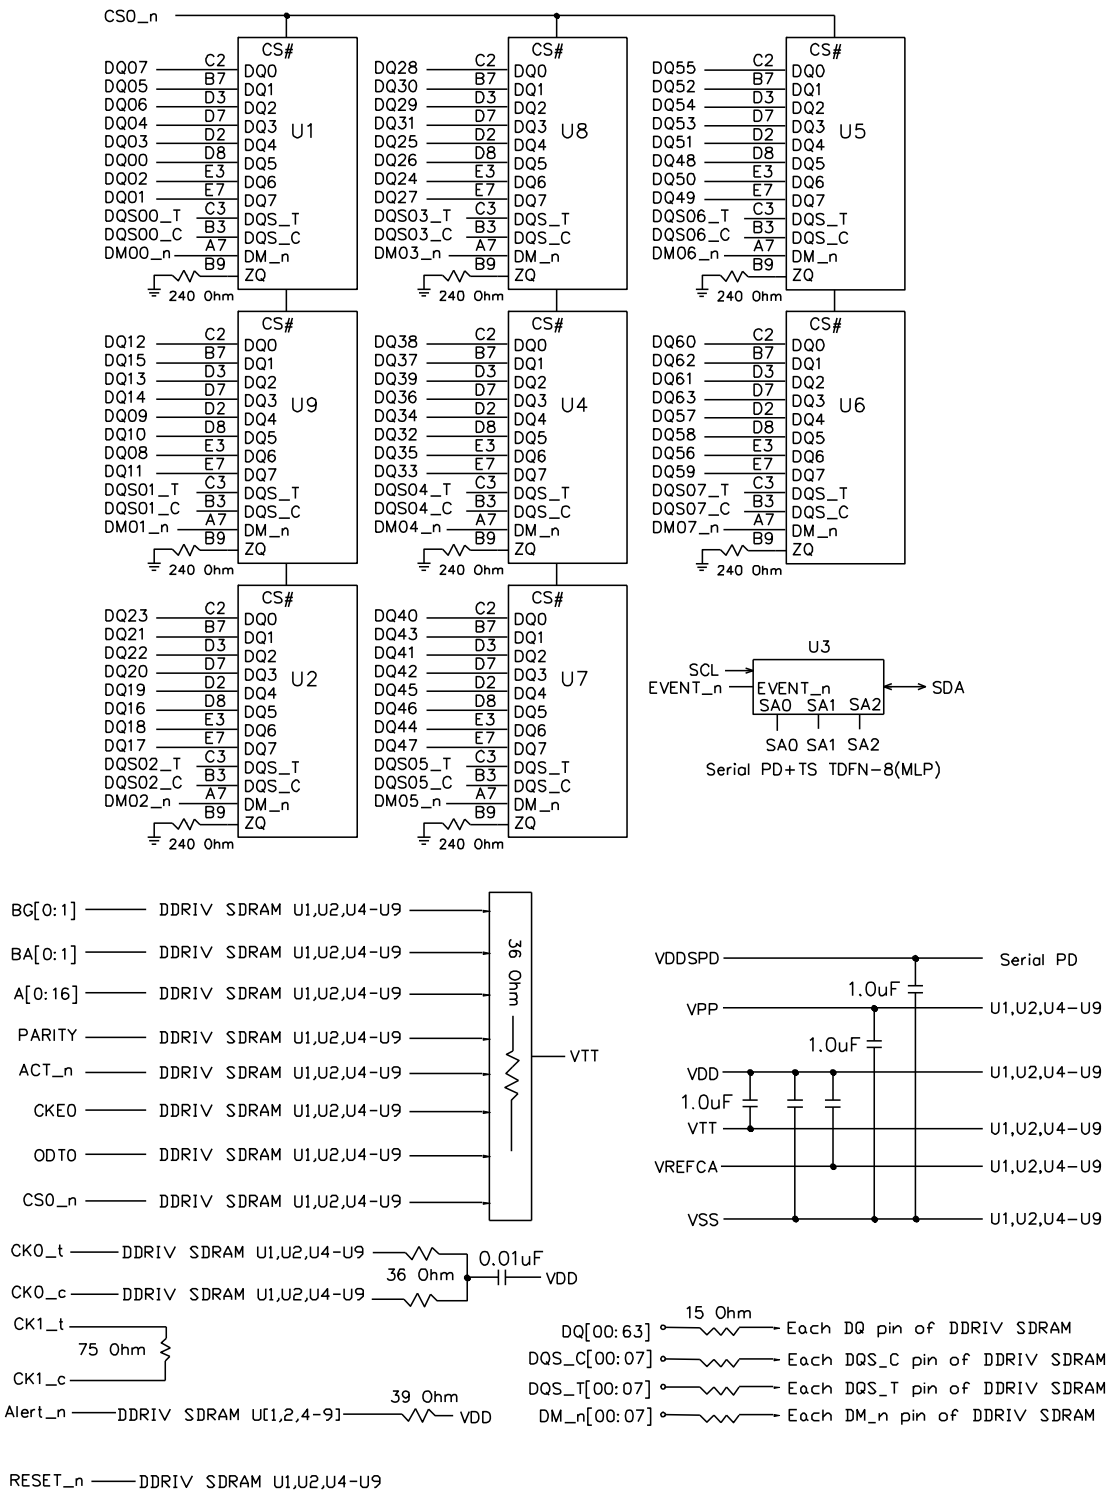 CS0_n
CS#
DQ07 C2 DQ0
DQ05 B7 DQ1
DQ06 D3 DQ2
DQ04 D7 DQ3
U1
DQ03 D2 DQ4
DQ00 D8 DQ5
DQ02 E3 DQ6
DQ01 E7 DQ7
DQS00_T C3 DQS_T
DQS00_C B3 DQS_C
DM00_n A7 DM_n
B9 ZQ
240 Ohm
CS#
DQ28 C2 DQ0
DQ30 B7 DQ1
DQ29 D3 DQ2
DQ31 D7 DQ3
U8
DQ25 D2 DQ4
DQ26 D8 DQ5
DQ24 E3 DQ6
DQ27 E7 DQ7
DQS03_T C3 DQS_T
DQS03_C B3 DQS_C
DM03_n A7 DM_n
B9 ZQ
240 Ohm
CS#
DQ55 C2 DQ0
DQ52 B7 DQ1
DQ54 D3 DQ2
DQ53 D7 DQ3
U5
DQ51 D2 DQ4
DQ48 D8 DQ5
DQ50 E3 DQ6
DQ49 E7 DQ7
DQS06_T C3 DQS_T
DQS06_C B3 DQS_C
DM06_n A7 DM_n
B9 ZQ
240 Ohm
CS#
DQ12 C2 DQ0
DQ15 B7 DQ1
DQ13 D3 DQ2
DQ14 D7 DQ3
U9
DQ09 D2 DQ4
DQ10 D8 DQ5
DQ08 E3 DQ6
DQ11 E7 DQ7
DQS01_T C3 DQS_T
DQS01_C B3 DQS_C
DM01_n A7 DM_n
B9 ZQ
240 Ohm
CS#
DQ38 C2 DQ0
DQ37 B7 DQ1
DQ39 D3 DQ2
DQ36 D7 DQ3
U4
DQ34 D2 DQ4
DQ32 D8 DQ5
DQ35 E3 DQ6
DQ33 E7 DQ7
DQS04_T C3 DQS_T
DQS04_C B3 DQS_C
DM04_n A7 DM_n
B9 ZQ
240 Ohm
CS#
DQ60 C2 DQ0
DQ62 B7 DQ1
DQ61 D3 DQ2
DQ63 D7 DQ3
U6
DQ57 D2 DQ4
DQ58 D8 DQ5
DQ56 E3 DQ6
DQ59 E7 DQ7
DQS07_T C3 DQS_T
DQS07_C B3 DQS_C
DM07_n A7 DM_n
B9 ZQ
240 Ohm
CS#
DQ23 C2 DQ0
DQ21 B7 DQ1
DQ22 D3 DQ2
DQ20 D7 DQ3
U2
DQ19 D2 DQ4
DQ16 D8 DQ5
DQ18 E3 DQ6
DQ17 E7 DQ7
DQS02_T C3 DQS_T
DQS02_C B3 DQS_C
DM02_n A7 DM_n
B9 ZQ
240 Ohm
CS#
DQ40 C2 DQ0
DQ43 B7 DQ1
DQ41 D3 DQ2
DQ42 D7 DQ3
U7
DQ45 D2 DQ4
DQ46 D8 DQ5
DQ44 E3 DQ6
DQ47 E7 DQ7
DQS05_T C3 DQS_T
DQS05_C B3 DQS_C
DM05_n A7 DM_n
B9 ZQ
240 Ohm
U3
SCL
EVENT_n EVENT_n SDA
SA0 SA1 SA2
SA0 SA1 SA2
Serial PD+TS TDFN-8(MLP)
BG[0:1] DDRIV SDRAM U1,U2,U4-U9
BA[0:1] DDRIV SDRAM U1,U2,U4-U9
A[0:16] DDRIV SDRAM U1,U2,U4-U9
PARITY DDRIV SDRAM U1,U2,U4-U9
ACT_n DDRIV SDRAM U1,U2,U4-U9
CKE0 DDRIV SDRAM U1,U2,U4-U9
ODT0 DDRIV SDRAM U1,U2,U4-U9
CS0_n DDRIV SDRAM U1,U2,U4-U9
36 Ohm
VTT
VDDSPD Serial PD
1.0uF
VPP U1,U2,U4-U9
1.0uF
VDD U1,U2,U4-U9
1.0uF
VTT U1,U2,U4-U9
VREFCA U1,U2,U4-U9
VSS U1,U2,U4-U9
CK0_t DDRIV SDRAM U1,U2,U4-U9
0.01uF
36 Ohm VDD
CK0_c DDRIV SDRAM U1,U2,U4-U9
CK1_t
75 Ohm
CK1_c
39 Ohm
Alert_n DDRIV SDRAM U[1,2,4-9] VDD
RESET_n DDRIV SDRAM U1,U2,U4-U9
15 Ohm
DQ[00:63] Each DQ pin of DDRIV SDRAM
DQS_C[00:07] Each DQS_C pin of DDRIV SDRAM
DQS_T[00:07] Each DQS_T pin of DDRIV SDRAM
DM_n[00:07] Each DM_n pin of DDRIV SDRAM